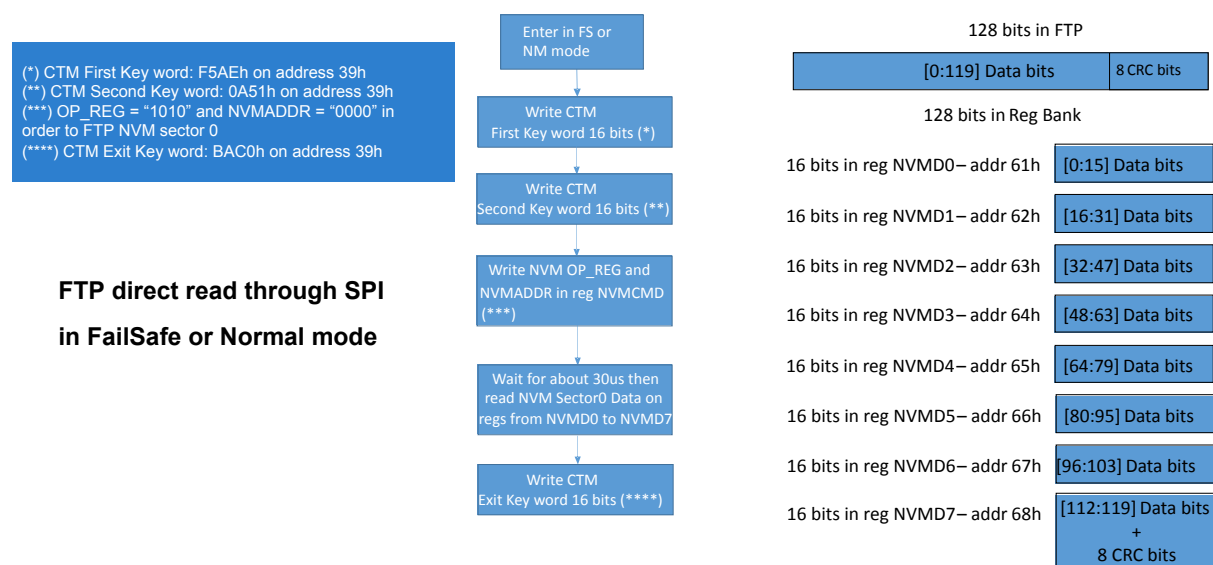 (*) CTM First Key word: F5AEh on address 39h
(**) CTM Second Key word: 0A51h on address 39h
(***) OP_REG = “1010” and NVMADDR = “0000” in
order to FTP NVM sector 0
(****) CTM Exit Key word: BAC0h on address 39h
FTP direct read through SPI
in FailSafe or Normal mode
Enter in FS or
NM mode
Write CTM
First Key word 16 bits (*)
Write CTM
Second Key word 16 bits (**)
Write NVM OP_REG and
NVMADDR in reg NVMCMD
(***)
Wait for about 30us then
read NVM Sector0 Data on
regs from NVMD0 to NVMD7
Write CTM
Exit Key word 16 bits (****)
128 bits in FTP
[0:119] Data bits
8 CRC bits
128 bits in Reg Bank
16 bits in reg NVMD0– addr 61h
[0:15] Data bits
16 bits in reg NVMD1– addr 62h
[16:31] Data bits
16 bits in reg NVMD2– addr 63h
[32:47] Data bits
16 bits in reg NVMD3– addr 64h
[48:63] Data bits
16 bits in reg NVMD4– addr 65h
[64:79] Data bits
16 bits in reg NVMD5– addr 66h
[80:95] Data bits
16 bits in reg NVMD6– addr 67h
[96:103] Data bits
16 bits in reg NVMD7– addr 68h
[112:119] Data bits
+
8 CRC bits